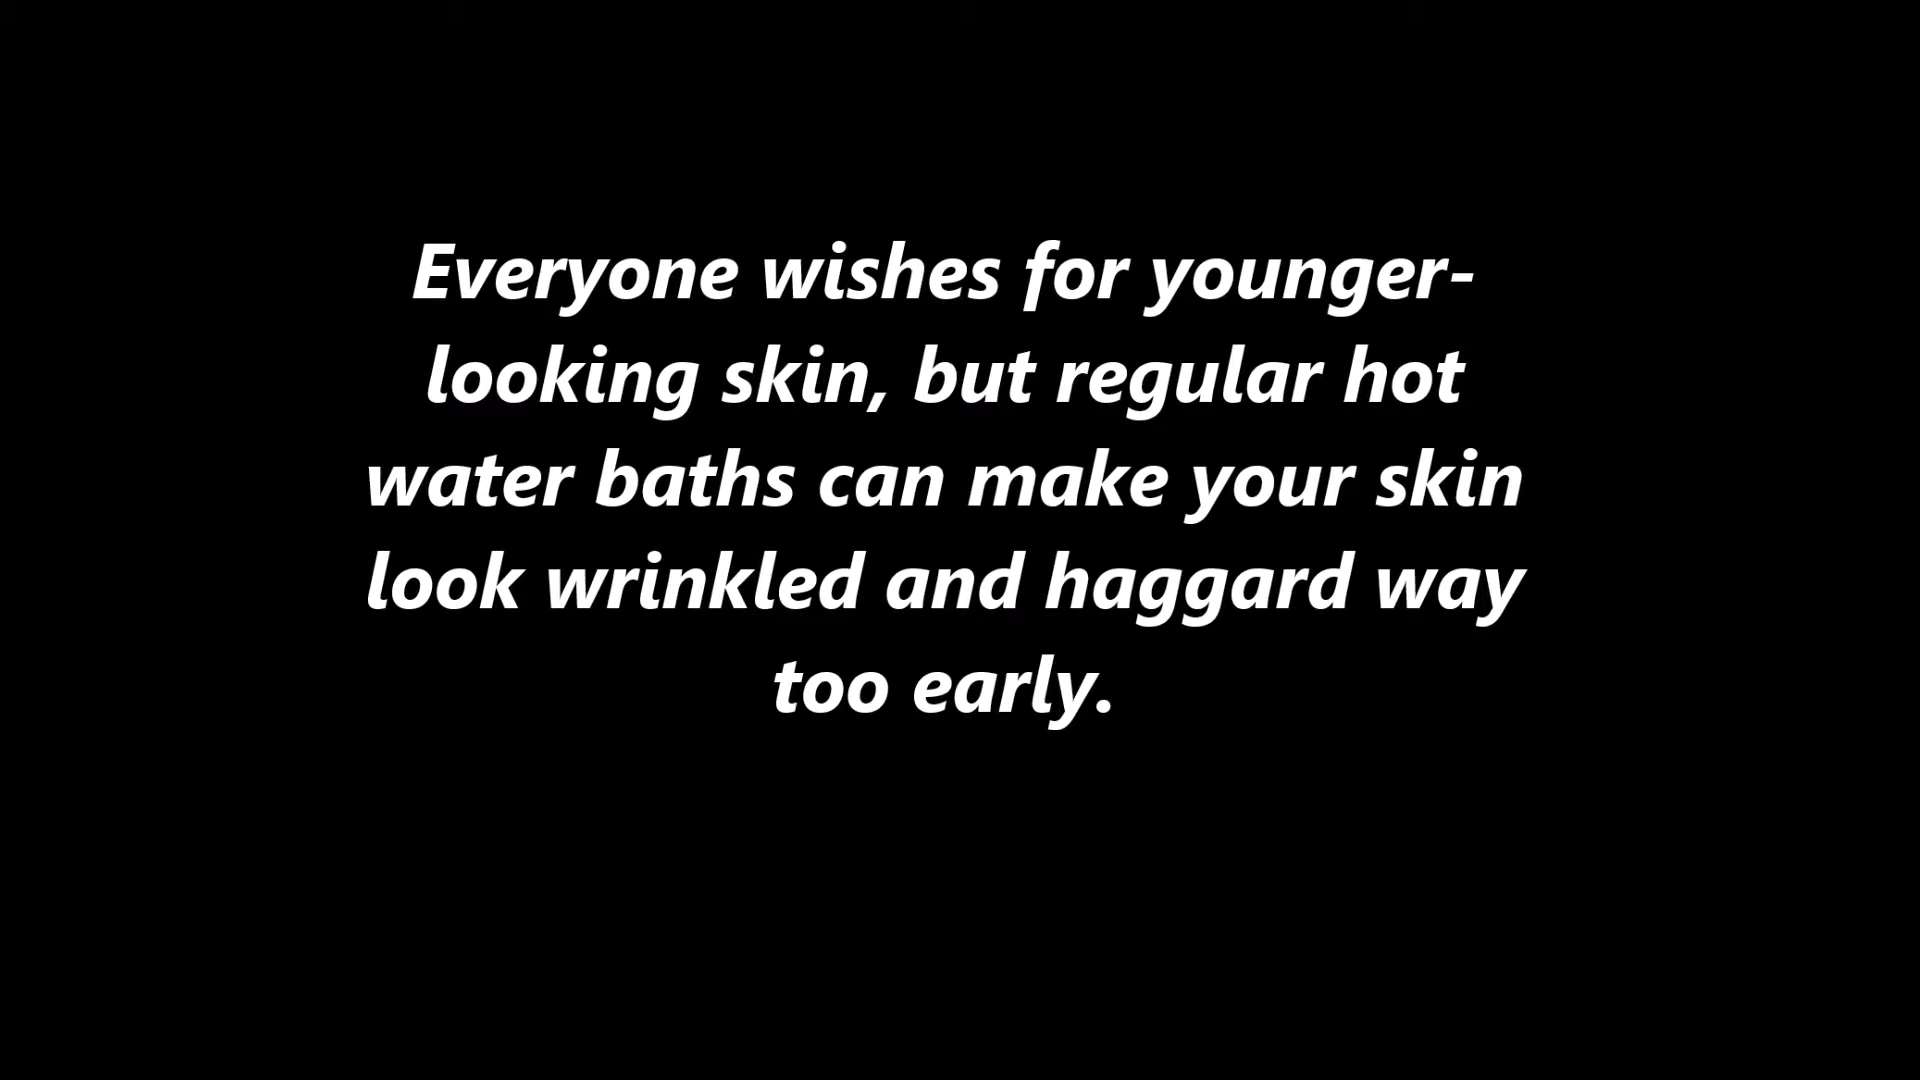 Everyone wishes for younger-
looking skin, but regular hot
water baths can make your skin
look wrinkled and haggard way
too early.